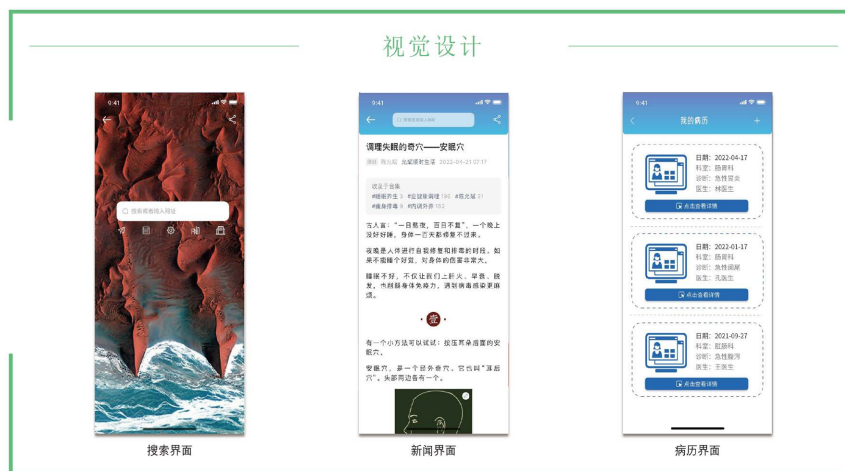 视觉设计
9:41
搜索或者输入网址
搜索界面
9:41
调理失眠的奇穴——安眠穴
2022-04-21 07:17
收录于合集
#睡眠养生 3
古人言:“一日熬夜,百日不复”,一个晚上
没好好睡,身体一百天都修复不过来。
夜晚是人体进行自我修复和排毒的时段,如
果不能睡个好觉,对身体的伤害非常大。
睡眠不好,不仅让我们上肝火、早衰、脱
发,也削弱身体免疫力,遇到病毒感染更麻
烦。
壹
有一个小方法可以试试:按压耳朵后面的安
眠穴。
安眠穴,是一个经外奇穴,它也叫“耳后
穴”。头部两边各有一个。
新闻界面
9:41
我的病历
日期:2022-04-17
科室:肠胃科
诊断:急性胃炎
医生:林医生
点击查看详情
日期:2022-01-17
科室:肠胃科
诊断:急性阑尾
医生:孔医生
点击查看详情
日期:2021-09-27
科室:肛肠科
诊断:急性腹泻
医生:王医生
点击查看详情
病历界面